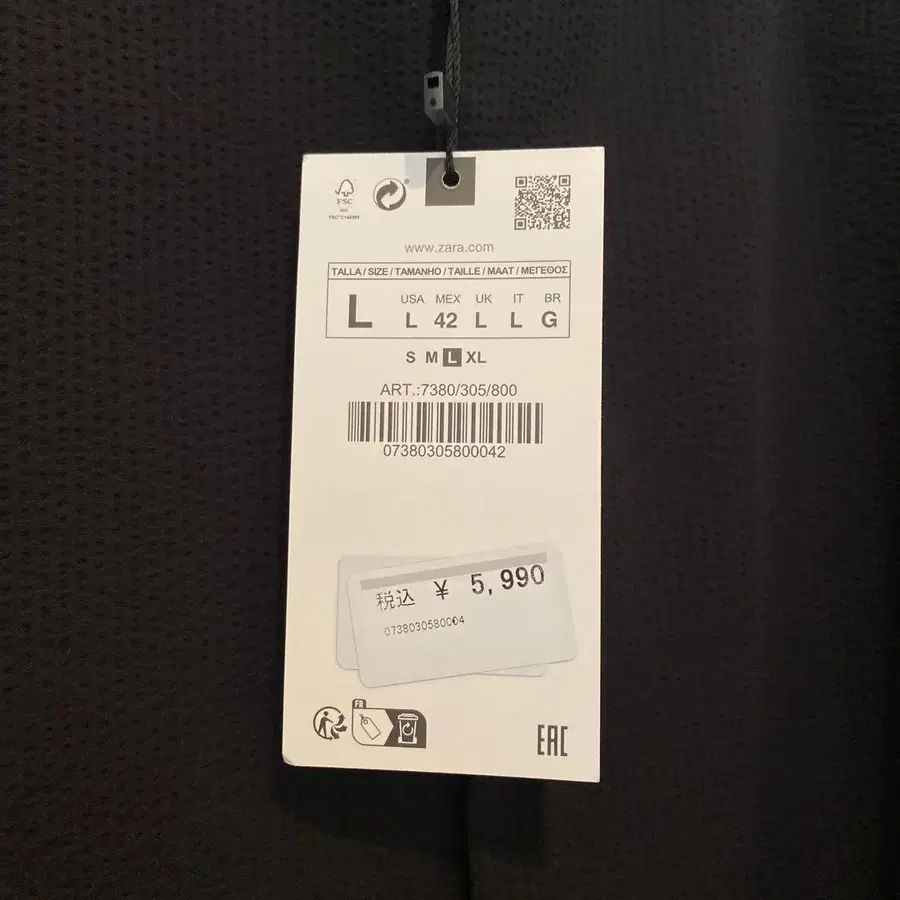 FSC
www.zara.com
TALLA / SIZE / TAMANHO / TAILLE / MAAT / ΜΕΓΕΘΟΣ
L
USA MEX UK IT BR
L 42 L L G
S M L XL
ART.:7380/305/800
07380305800042
税込 ¥ 5,990
0738030580004
FR
EAC